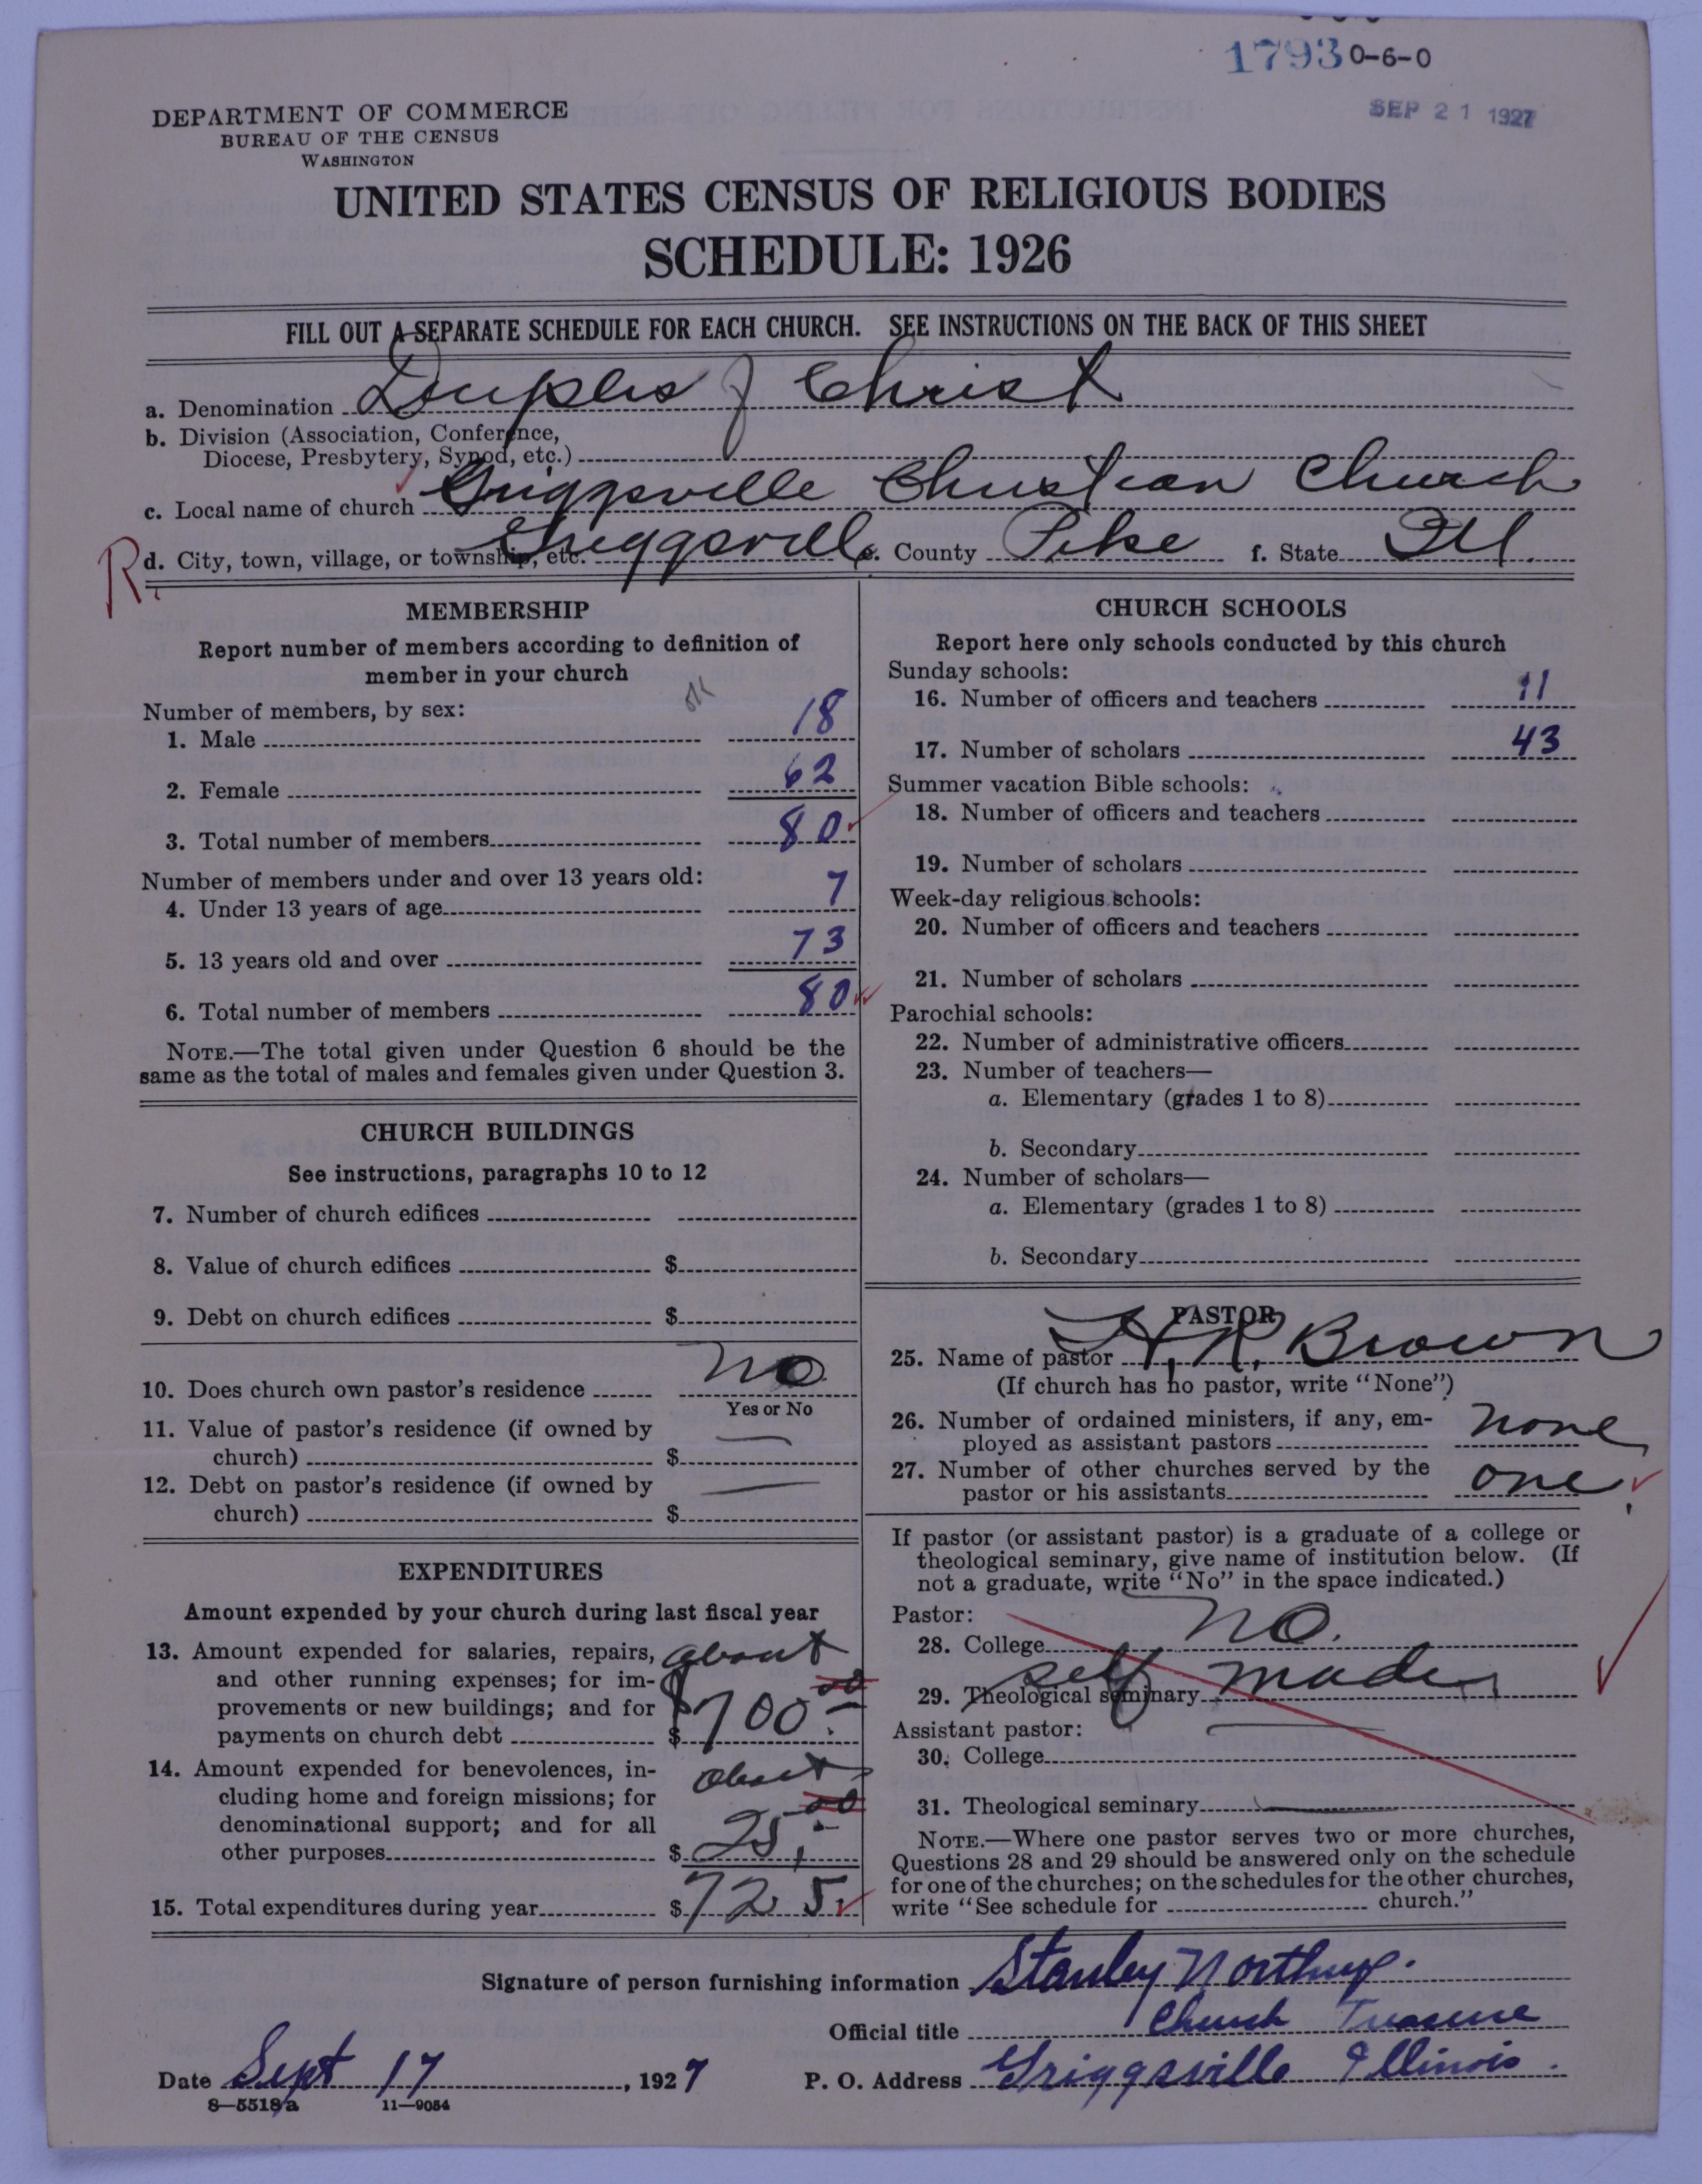 17930-6-0
SEP 21 1927
DEPARTMENT OF COMMERCE
BUREAU OF THE CENSUS
WASHINGTON
UNITED STATES CENSUS OF RELIGIOUS BODIES
SCHEDULE: 1926
FILL OUT A SEPARATE SCHEDULE FOR EACH CHURCH. SEE INSTRUCTIONS ON THE BACK OF THIS SHEET
a. Denomination Diuples of Christ
b. Division (Association, Conference,
Diocese, Presbytery, Synod, etc.)
c. Local name of church Griggsville Christian Church
R. d. City, town, village, or township, etc. Griggsville e. County Pike f. State Ill.
MEMBERSHIP
Report number of members according to definition of
member in your church
ok
Number of members, by sex:
1. Male 18
2. Female 62
3. Total number of members 80
Number of members under and over 13 years old:
4. Under 13 years of age 7
5. 13 years old and over 73
6. Total number of members 80
NOTE.—The total given under Question 6 should be the
same as the total of males and females given under Question 3.
CHURCH BUILDINGS
See instructions, paragraphs 10 to 12
7. Number of church edifices
8. Value of church edifices $
9. Debt on church edifices $
10. Does church own pastor's residence no
Yes or No
11. Value of pastor's residence (if owned by
church) $ —
12. Debt on pastor's residence (if owned by
church) $ —
EXPENDITURES
Amount expended by your church during last fiscal year
13. Amount expended for salaries, repairs, about
and other running expenses; for im-
provements or new buildings; and for
payments on church debt $ $700.00
14. Amount expended for benevolences, in- about
cluding home and foreign missions; for
denominational support; and for all
other purposes $ 25.00
15. Total expenditures during year $ 725
CHURCH SCHOOLS
Report here only schools conducted by this church
Sunday schools:
16. Number of officers and teachers 11
17. Number of scholars 43
Summer vacation Bible schools:
18. Number of officers and teachers
19. Number of scholars
Week-day religious schools:
20. Number of officers and teachers
21. Number of scholars
Parochial schools:
22. Number of administrative officers
23. Number of teachers—
a. Elementary (grades 1 to 8)
b. Secondary
24. Number of scholars—
a. Elementary (grades 1 to 8)
b. Secondary
PASTOR
25. Name of pastor H. R. Brown
(If church has no pastor, write "None")
26. Number of ordained ministers, if any, em-
ployed as assistant pastors none
27. Number of other churches served by the
pastor or his assistants one
If pastor (or assistant pastor) is a graduate of a college or
theological seminary, give name of institution below. (If
not a graduate, write "No" in the space indicated.)
Pastor:
28. College no.
29. Theological seminary self made
Assistant pastor:
30. College
31. Theological seminary
NOTE.—Where one pastor serves two or more churches,
Questions 28 and 29 should be answered only on the schedule
for one of the churches; on the schedules for the other churches,
write "See schedule for church."
Signature of person furnishing information Stanley Northup.
Official title Church Treasure
Date Sept 17, 1927 P. O. Address Griggsville Illinois.
8—5518a 11—9054